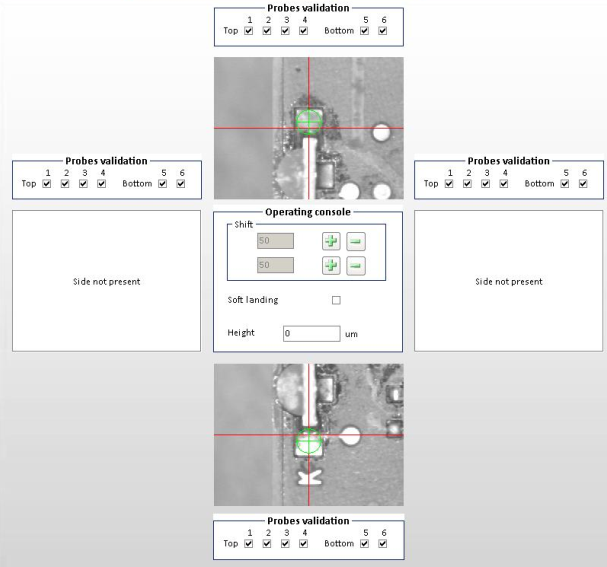 Probes validation
1 2 3 4 5 6
Top Bottom
Probes validation
1 2 3 4 5 6
Top Bottom
Probes validation
1 2 3 4 5 6
Top Bottom
Side not present
Operating console
Shift
50
50
Soft landing
Height 0 um
Side not present
Probes validation
1 2 3 4 5 6
Top Bottom